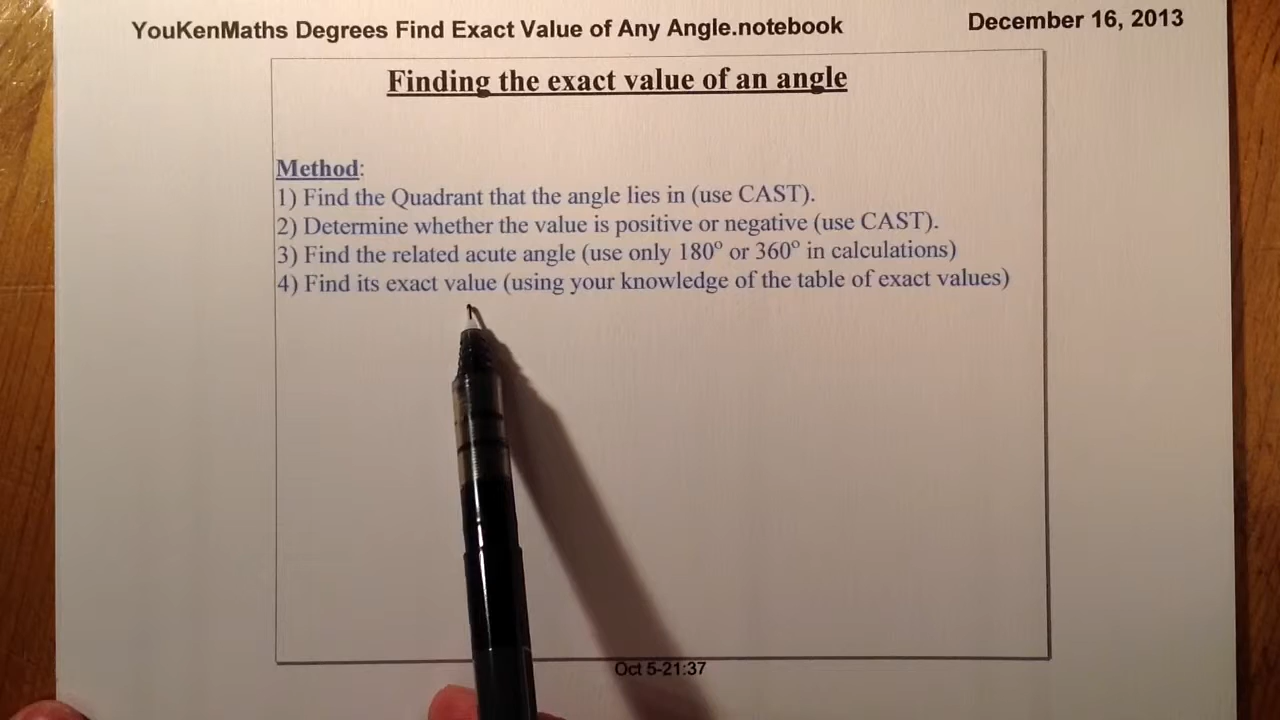 YouKenMaths Degrees Find Exact Value of Any Angle.notebook December 16, 2013
Finding the exact value of an angle
Method:
1) Find the Quadrant that the angle lies in (use CAST).
2) Determine whether the value is positive or negative (use CAST).
3) Find the related acute angle (use only 180° or 360° in calculations)
4) Find its exact value (using your knowledge of the table of exact values)
Oct 5-21:37